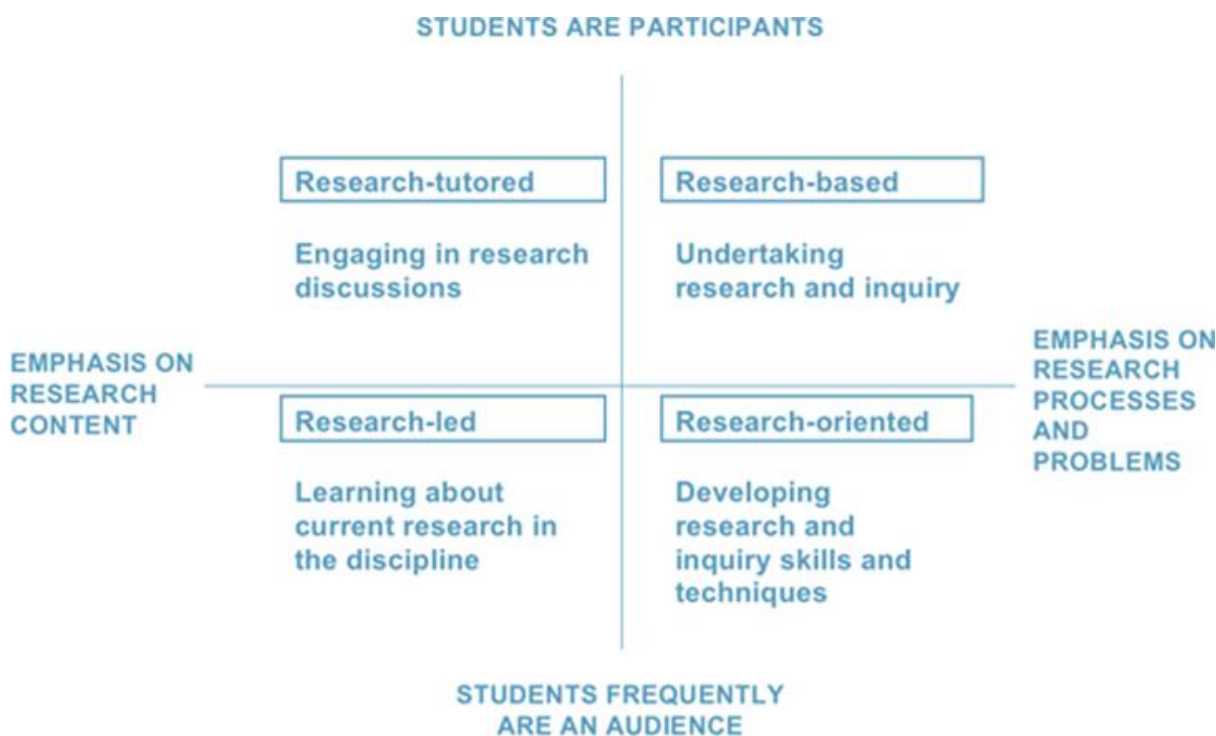 STUDENTS ARE PARTICIPANTS
Research-tutored
Engaging in research
discussions
Research-based
Undertaking
research and inquiry
EMPHASIS ON
RESEARCH
CONTENT
EMPHASIS ON
RESEARCH
PROCESSES
AND
PROBLEMS
Research-led
Learning about
current research in
the discipline
Research-oriented
Developing
research and
inquiry skills and
techniques
STUDENTS FREQUENTLY
ARE AN AUDIENCE